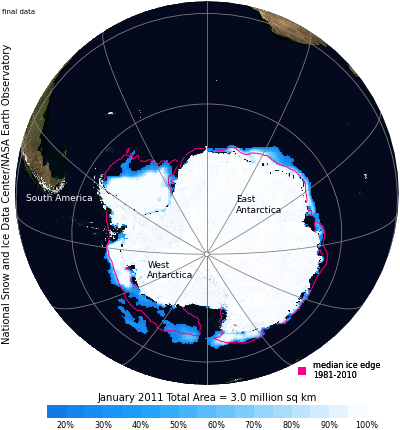 final data
National Snow and Ice Data Center/NASA Earth Observatory
South America
East
Antarctica
West
Antarctica
median ice edge
1981-2010
January 2011 Total Area = 3.0 million sq km
20% 30% 40% 50% 60% 70% 80% 90% 100%